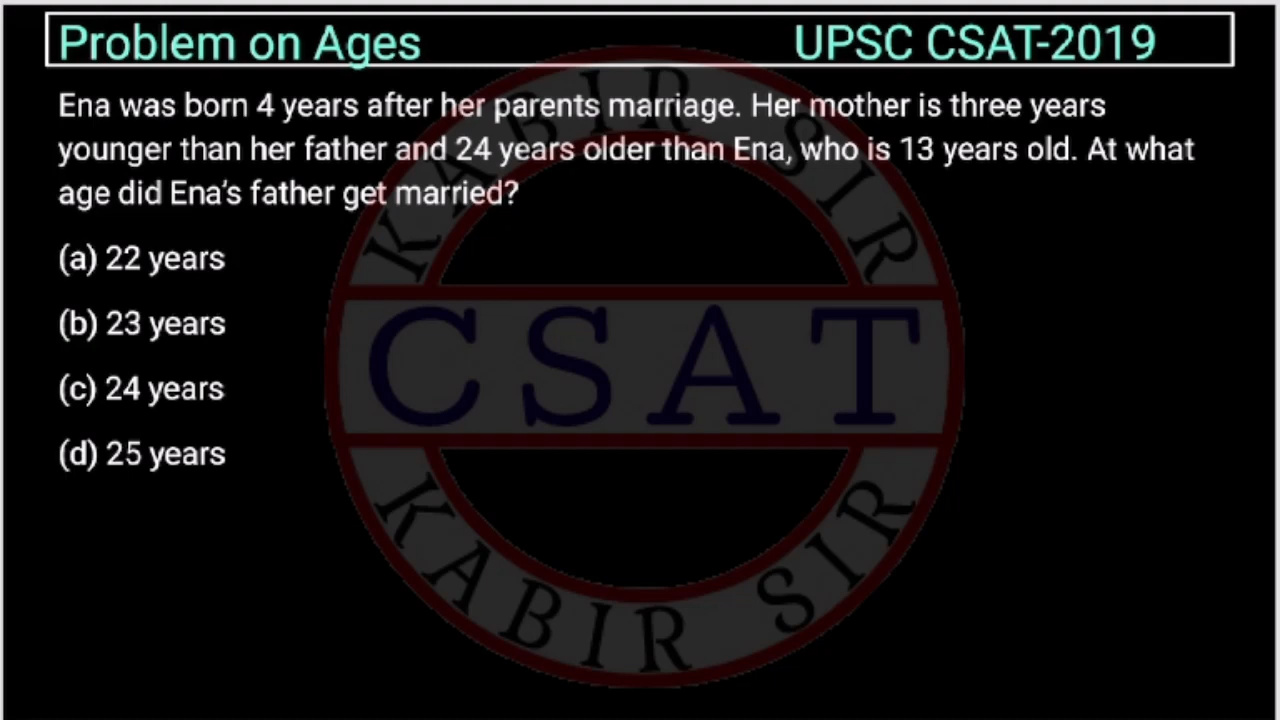 Problem on Ages
UPSC CSAT-2019
Ena was born 4 years after her parents marriage. Her mother is three years
younger than her father and 24 years older than Ena, who is 13 years old. At what
age did Ena's father get married?
(a) 22 years
(b) 23 years
(c) 24 years
(d) 25 years
KABIR SIR
CSAT
KABIR SIR